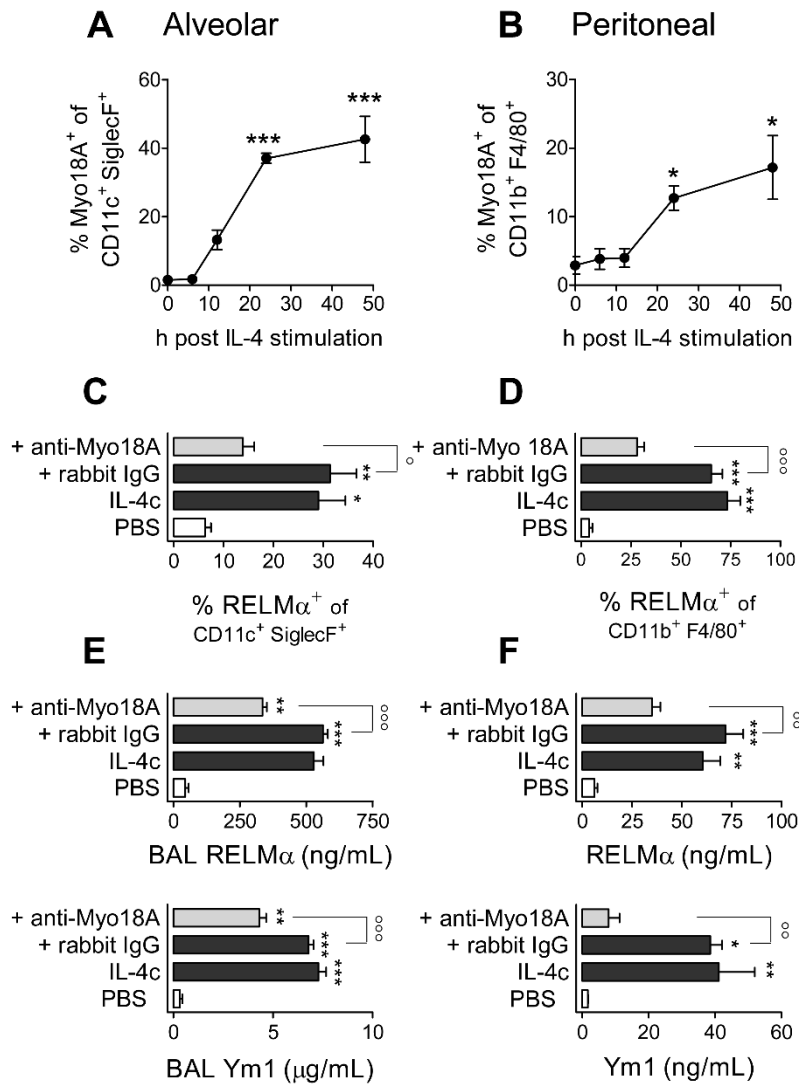 A Alveolar
B Peritoneal
% Myo18A⁺ of
CD11c⁺ SiglecF⁺
60
40
20
0
***
***
0 10 20 30 40 50
h post IL-4 stimulation
% Myo18A⁺ of
CD11b⁺ F4/80⁺
30
20
10
0
*
*
0 10 20 30 40 50
h post IL-4 stimulation
C
+ anti-Myo18A
+ rabbit IgG ** ○
IL-4c *
PBS
0 10 20 30 40
% RELMα⁺ of
CD11c⁺ SiglecF⁺
D
+ anti-Myo 18A
+ rabbit IgG *** ○○○
IL-4c ***
PBS
0 25 50 75 100
% RELMα⁺ of
CD11b⁺ F4/80⁺
E
+ anti-Myo18A **
+ rabbit IgG *** ○○○
IL-4c
PBS
0 250 500 750
BAL RELMα (ng/mL)
F
+ anti-Myo18A
+ rabbit IgG *** ○○
IL-4c **
PBS
0 25 50 75 100
RELMα (ng/mL)
+ anti-Myo18A **
+ rabbit IgG *** ○○○
IL-4c ***
PBS
0 5 10
BAL Ym1 (μg/mL)
+ anti-Myo18A
+ rabbit IgG * ○○
IL-4c **
PBS
0 20 40 60
Ym1 (ng/mL)